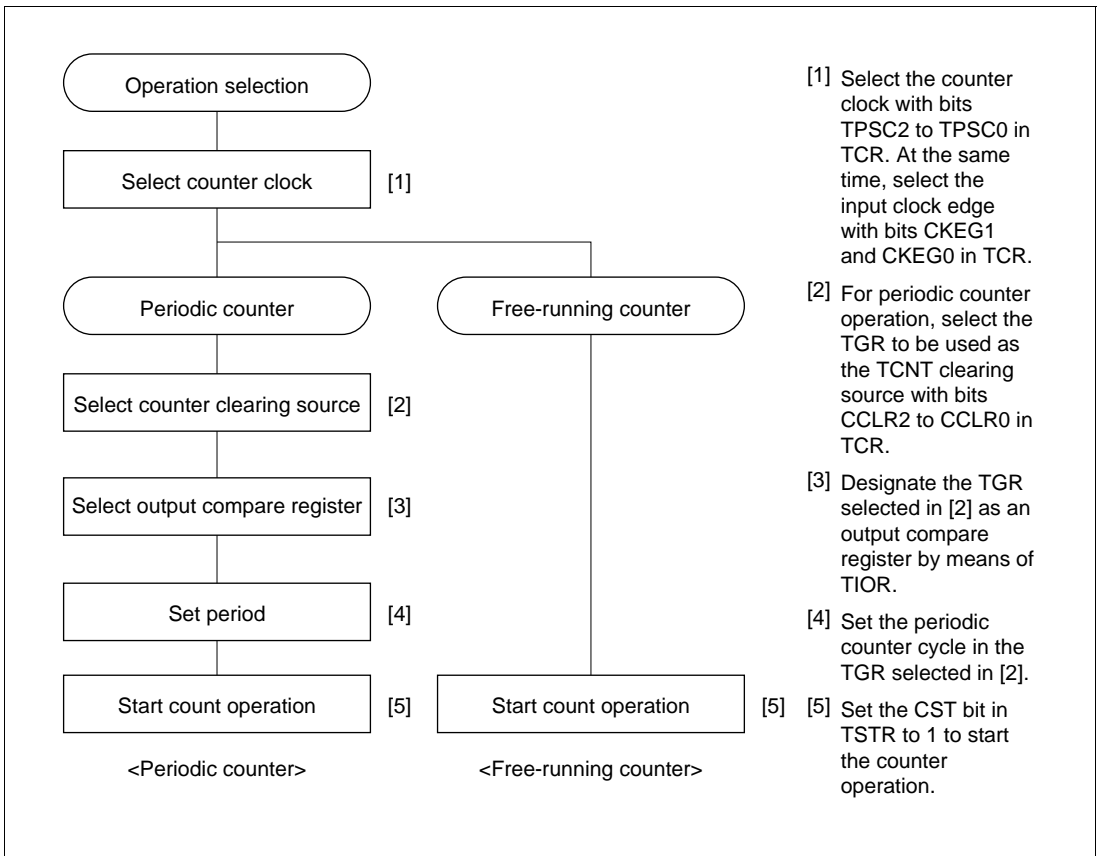 Operation selection
Select counter clock
[1]
Periodic counter
Free-running counter
Select counter clearing source
[2]
Select output compare register
[3]
Set period
[4]
Start count operation
[5]
Start count operation
[5]
<Periodic counter>
<Free-running counter>
[1] Select the counter
clock with bits
TPSC2 to TPSC0 in
TCR. At the same
time, select the
input clock edge
with bits CKEG1
and CKEG0 in TCR.
[2] For periodic counter
operation, select the
TGR to be used as
the TCNT clearing
source with bits
CCLR2 to CCLR0 in
TCR.
[3] Designate the TGR
selected in [2] as an
output compare
register by means of
TIOR.
[4] Set the periodic
counter cycle in the
TGR selected in [2].
[5] Set the CST bit in
TSTR to 1 to start
the counter
operation.